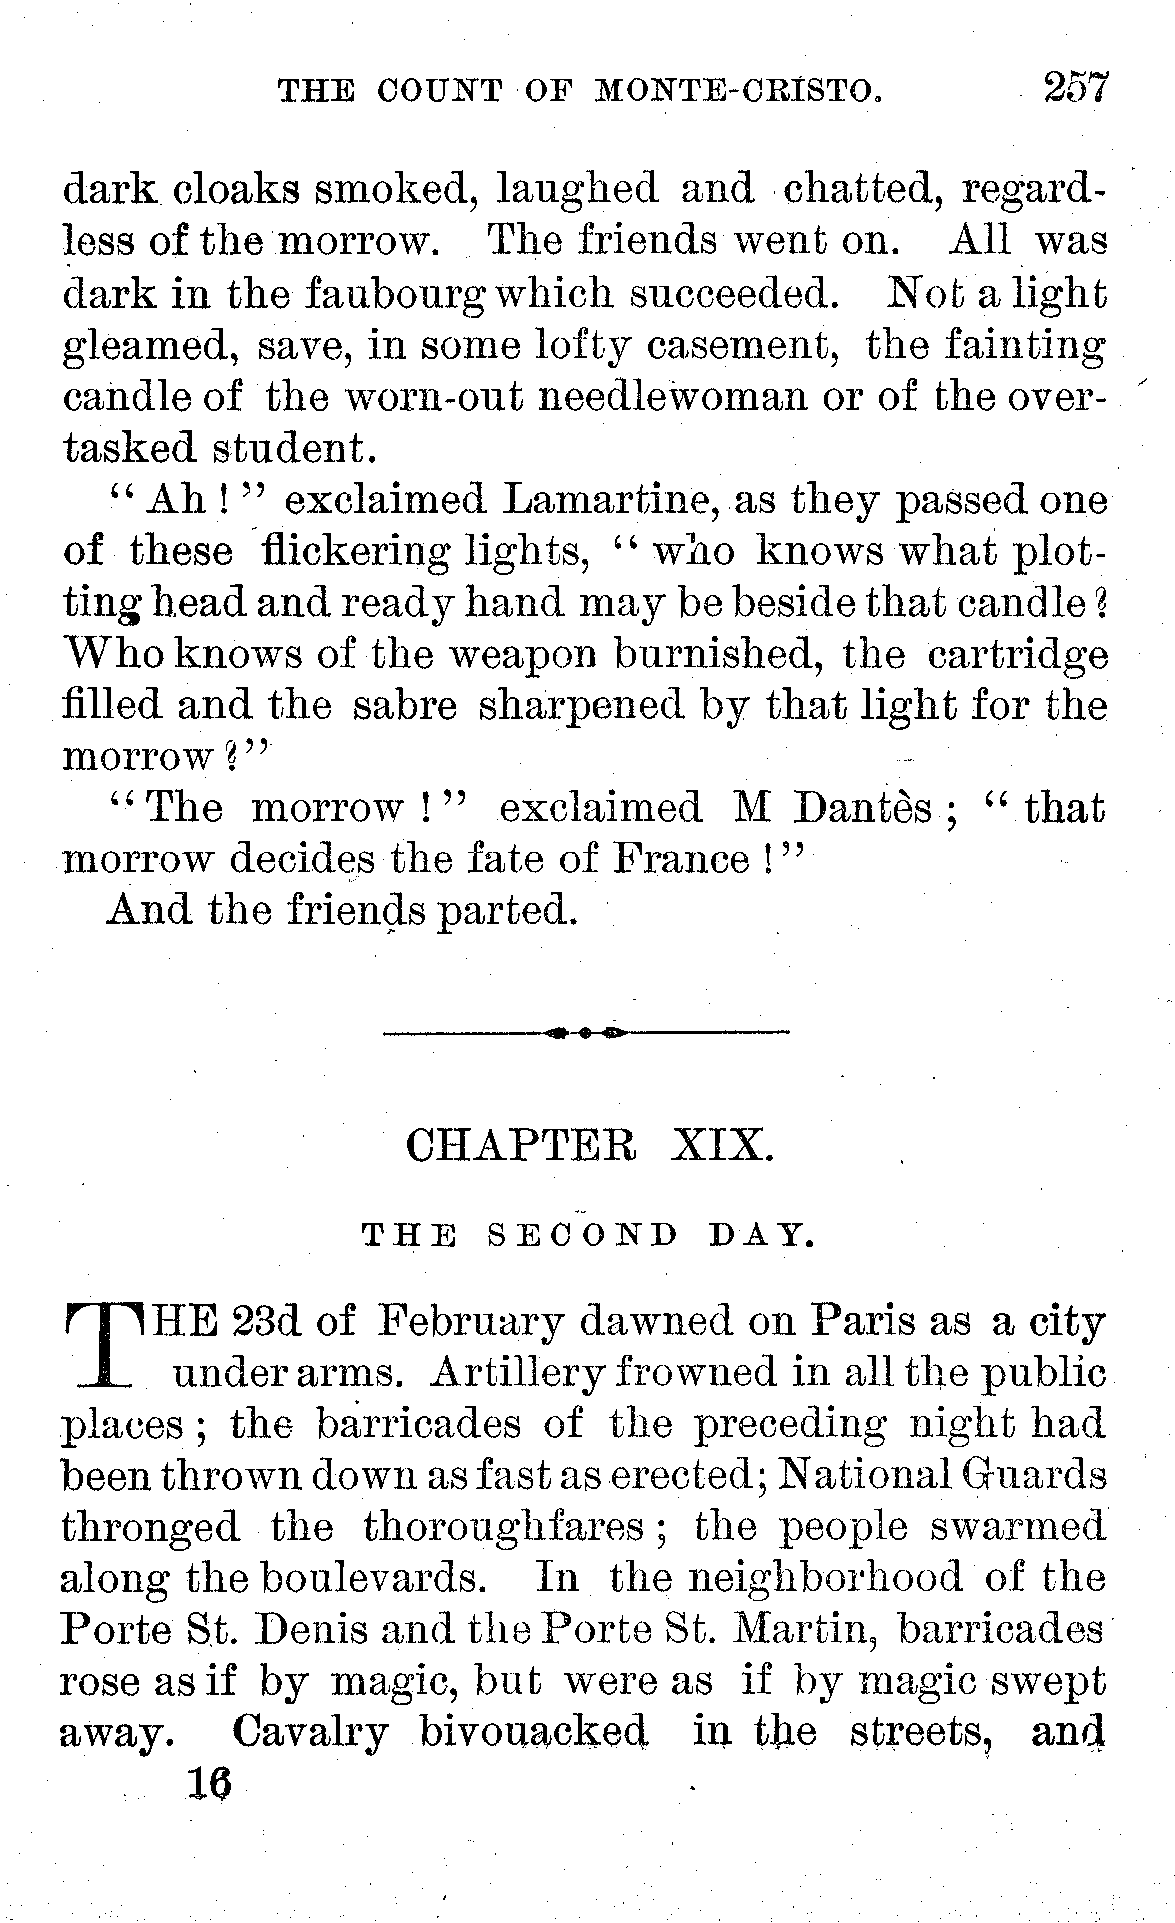 THE COUNT OF MONTE-CRISTO. 257
dark cloaks smoked, laughed and chatted, regard-
less of the morrow. The friends went on. All was
dark in the faubourg which succeeded. Not a light
gleamed, save, in some lofty casement, the fainting
candle of the worn-out needlewoman or of the over-
tasked student.
“Ah!” exclaimed Lamartine, as they passed one
of these flickering lights, “who knows what plot-
ting head and ready hand may be beside that candle?
Who knows of the weapon burnished, the cartridge
filled and the sabre sharpened by that light for the
morrow?”
“The morrow!” exclaimed M Dantès; “that
morrow decides the fate of France!”
And the friends parted.
CHAPTER XIX.
THE SECOND DAY.
THE 23d of February dawned on Paris as a city
under arms. Artillery frowned in all the public
places; the barricades of the preceding night had
been thrown down as fast as erected; National Guards
thronged the thoroughfares; the people swarmed
along the boulevards. In the neighborhood of the
Porte St. Denis and the Porte St. Martin, barricades
rose as if by magic, but were as if by magic swept
away. Cavalry bivouacked in the streets, and
16